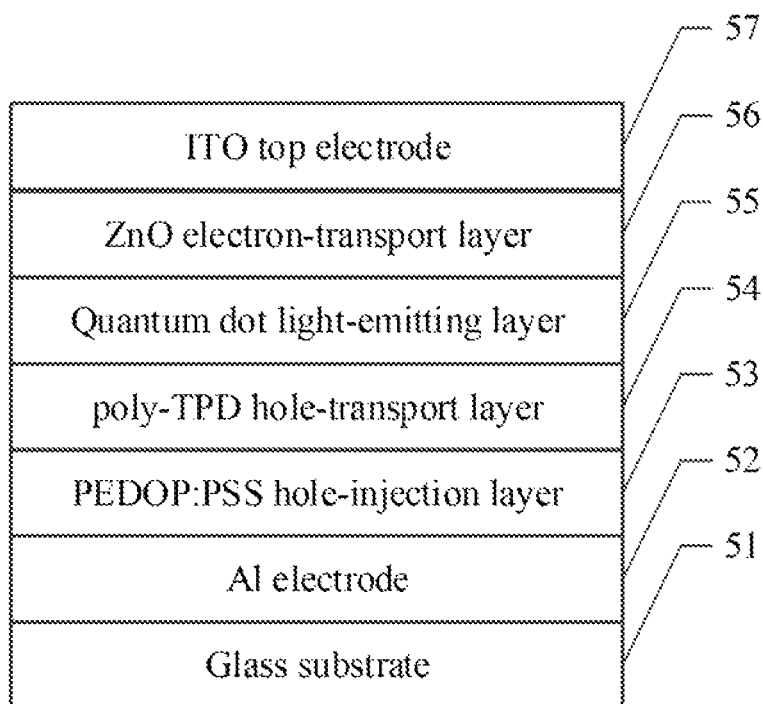 57
ITO top electrode
56
ZnO electron-transport layer
55
Quantum dot light-emitting layer
54
poly-TPD hole-transport layer
53
PEDOP:PSS hole-injection layer
52
Al electrode
51
Glass substrate